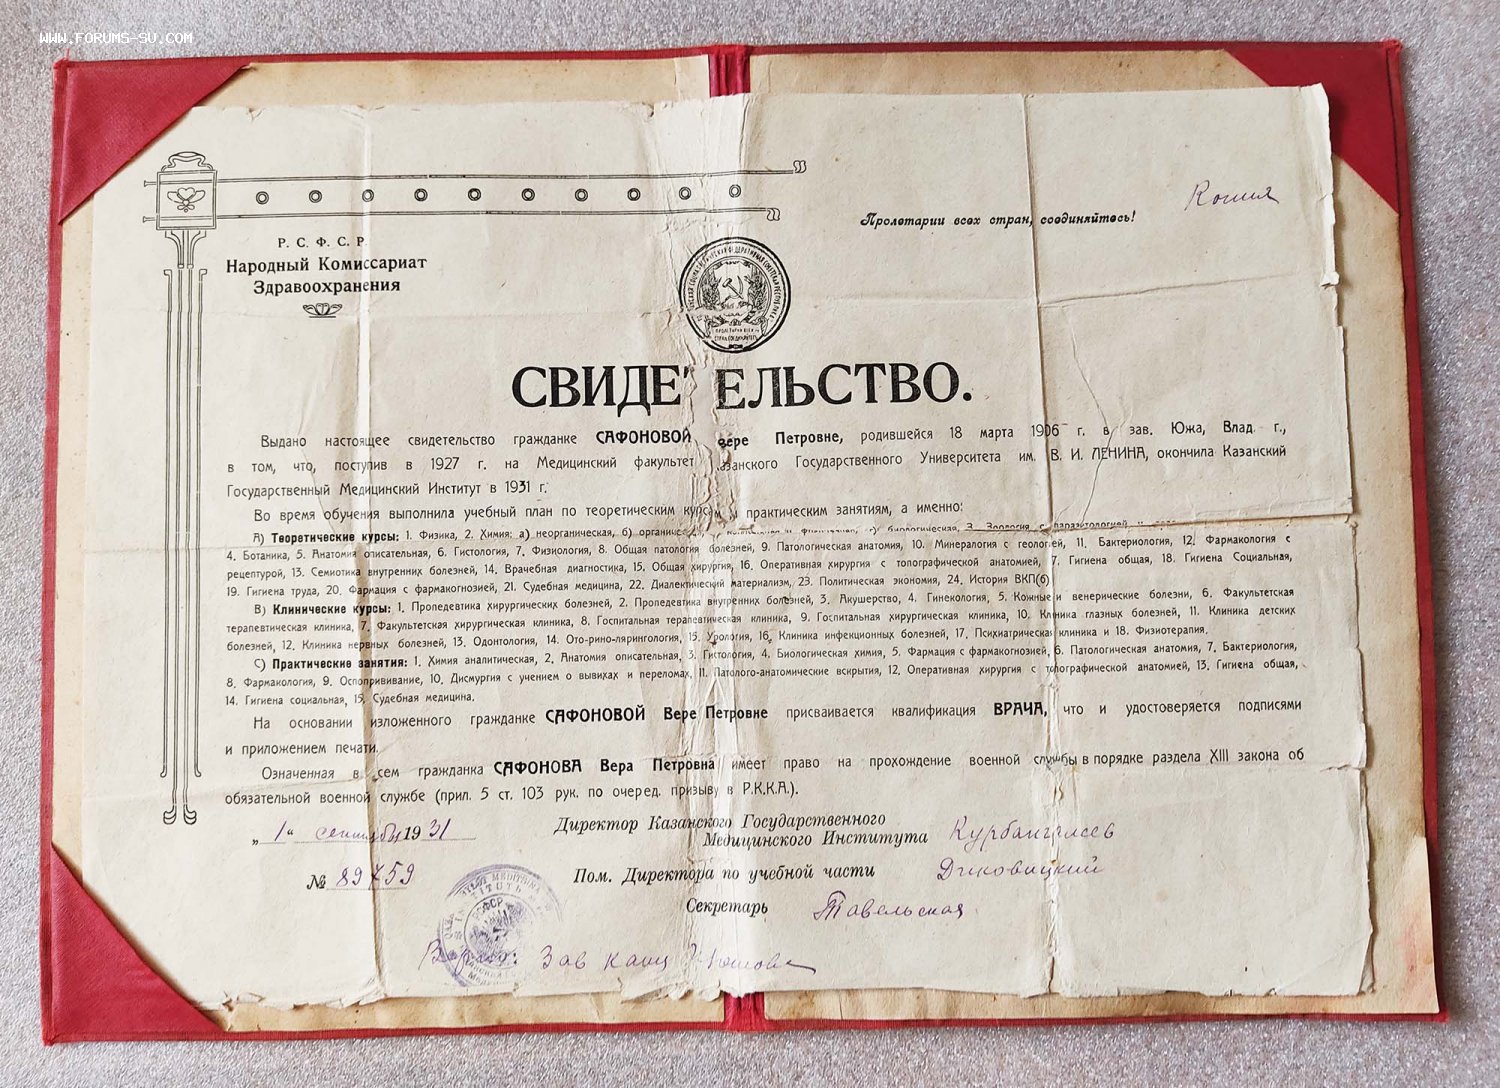 WWW.FORUMS-SU.COM
Копия
Пролетарии всех стран, соединяйтесь!
Р. С. Ф. С. Р.
Народный Комиссариат
Здравоохранения
СВИДЕТЕЛЬСТВО.
Выдано настоящее свидетельство гражданке САФОНОВОЙ Вере Петровне, родившейся 18 марта 1906 г. в зав. Южа, Влад. г.,
в том, что, поступив в 1927 г. на Медицинский факультет Казанского Государственного Университета им. В. И. ЛЕНИНА, окончила Казанский
Государственный Медицинский Институт в 1931 г.
Во время обучения выполнила учебный план по теоретическим курсам и практическим занятиям, а именно:
А) Теоретические курсы: 1. Физика, 2. Химия: а) неорганическая, б) биологическая, 3. Зоология с паразитологией
4. Ботаника, 5. Анатомия описательная, 6. Гистология, 7. Физиология, 8. Общая патология болезней, 9. Патологическая анатомия, 10. Минералогия с геологией, 11. Бактериология, 12. Фармакология с
рецептурой, 13. Семиотика внутренних болезней, 14. Врачебная диагностика, 15. Общая хирургия, 16. Оперативная хирургия с топографической анатомией, 7. Гигиена общая, 18. Гигиена Социальная,
19. Гигиена труда, 20. Фармация с фармакогнозией, 21. Судебная медицина, 22. Диалектический материализм, 23. Политическая экономия, 24. История ВКП(б)
В) Клинические курсы: 1. Пропедевтика хирургических болезней, 2. Пропедевтика внутренних болезней, 3. Акушерство, 4. Гинекология, 5. Кожные и венерические болезни, 6. Факультетская
терапевтическая клиника, 7. Факультетская хирургическая клиника, 8. Госпитальная терапевтическая клиника, 9. Госпитальная хирургическая клиника, 10. Клиника глазных болезней, 11. Клиника детских
болезней, 12. Клиника нервных болезней, 13. Одонтология, 14. Ото-рино-лярингология, 15. Урология, 16. Клиника инфекционных болезней, 17. Психиатрическая клиника и 18. Физиотерапия.
С) Практические занятия: 1. Химия аналитическая, 2. Анатомия описательная, 3. Гистология, 4. Биологическая химия, 5. Фармация с фармакогнозией, 6. Патологическая анатомия, 7. Бактериология,
8. Фармакология, 9. Оспопрививание, 10. Дисмургия с учением о вывихах и переломах, 11. Патолого-анатомические вскрытия, 12. Оперативная хирургия с топографической анатомией, 13. Гигиена общая,
14. Гигиена социальная, 15. Судебная медицина.
На основании изложенного гражданке САФОНОВОЙ Вере Петровне присваивается квалификация ВРАЧА, что и удостоверяется подписями
и приложением печати.
Означенная в сем гражданка САФОНОВА Вера Петровна имеет право на прохождение военной службы в порядке раздела XIII закона об
обязательной военной службе (прил. 5 ст. 103 рук. по очеред. призыву в Р.К.К.А.).
„1“ сентября 1931
Директор Казанского Государственного
Медицинского Института Курбангалеев
№ 89459
Пом. Директора по учебной части Диковицкий
Секретарь Тавельская
Верно: Зав канц